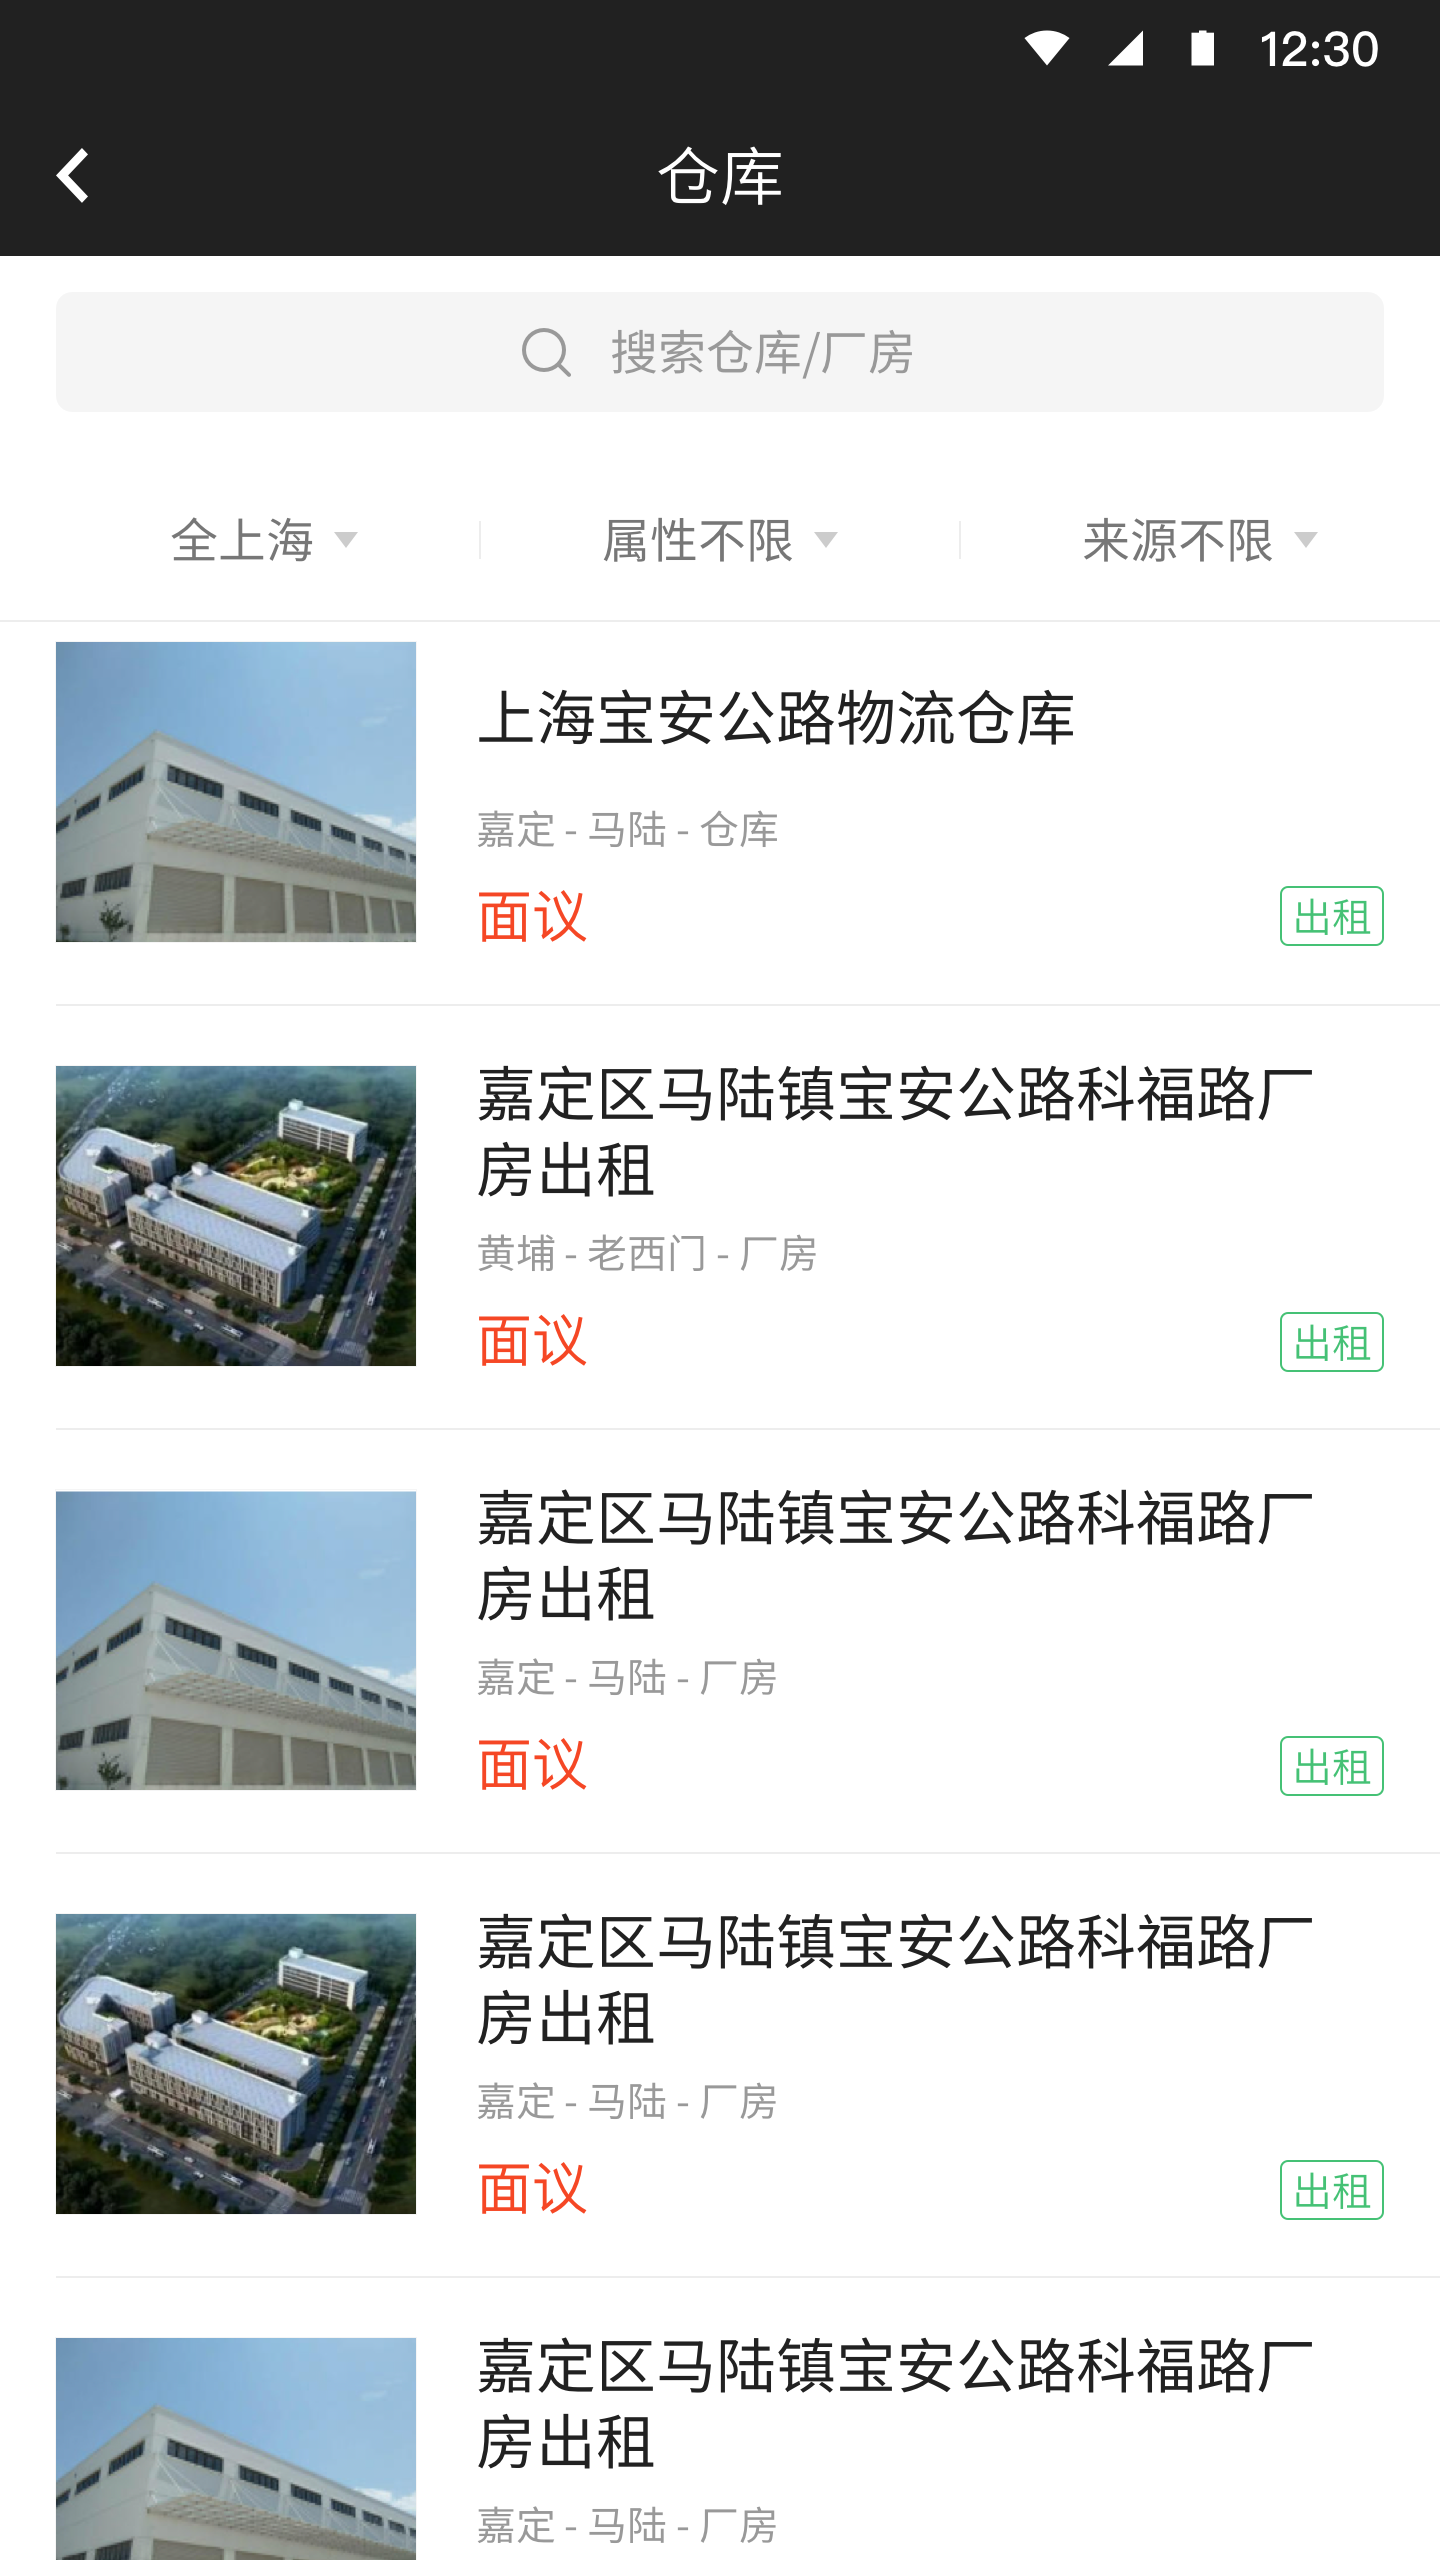 12:30
仓库
搜索仓库/厂房
全上海 属性不限 来源不限
上海宝安公路物流仓库
嘉定 - 马陆 - 仓库
面议 出租
嘉定区马陆镇宝安公路科福路厂
房出租
黄埔 - 老西门 - 厂房
面议 出租
嘉定区马陆镇宝安公路科福路厂
房出租
嘉定 - 马陆 - 厂房
面议 出租
嘉定区马陆镇宝安公路科福路厂
房出租
嘉定 - 马陆 - 厂房
面议 出租
嘉定区马陆镇宝安公路科福路厂
房出租
嘉定 - 马陆 - 厂房